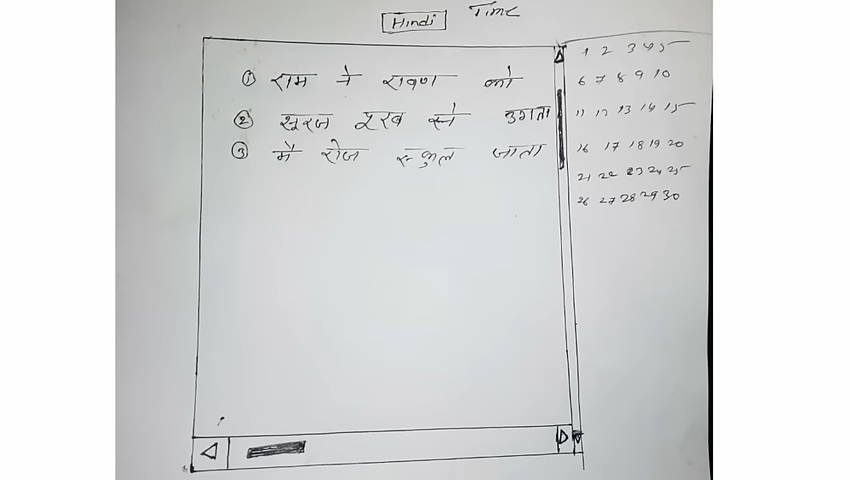 Hindi Time
① राम ने रावण को
② सूरज पूरब से उगता
③ मै रोज स्कुल जाता
1 2 3 4 5
6 7 8 9 10
11 12 13 14 15
16 17 18 19 20
21 22 23 24 25
26 27 28 29 30